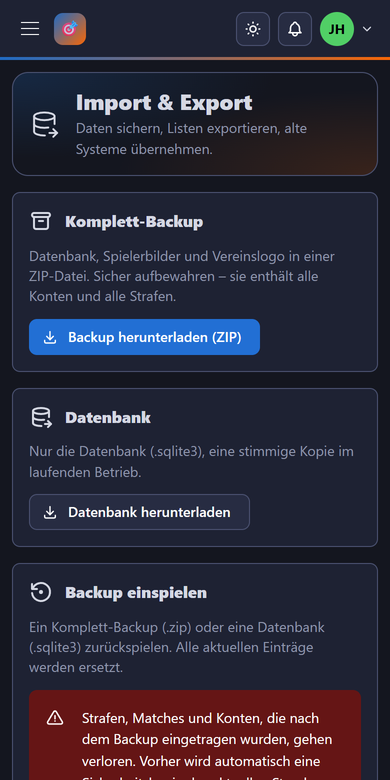 JH
Import & Export
Daten sichern, Listen exportieren, alte
Systeme übernehmen.
Komplett-Backup
Datenbank, Spielerbilder und Vereinslogo in einer
ZIP-Datei. Sicher aufbewahren – sie enthält alle
Konten und alle Strafen.
Backup herunterladen (ZIP)
Datenbank
Nur die Datenbank (.sqlite3), eine stimmige Kopie im
laufenden Betrieb.
Datenbank herunterladen
Backup einspielen
Ein Komplett-Backup (.zip) oder eine Datenbank
(.sqlite3) zurückspielen. Alle aktuellen Einträge
werden ersetzt.
Strafen, Matches und Konten, die nach
dem Backup eingetragen wurden, gehen
verloren. Vorher wird automatisch eine